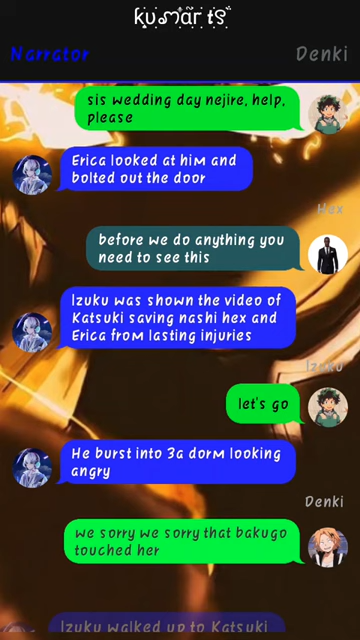 kumar ts
Narrator
Denki
sis wedding day nejire, help,
please
Erica looked at him and
bolted out the door
Hex
before we do anything you
need to see this
Izuku was shown the video of
Katsuki saving nashi hex and
Erica from lasting injuries
Izuku
let's go
He burst into 3a dorm looking
angry
Denki
we sorry we sorry that bakugo
touched her
Izuku walked up to Katsuki